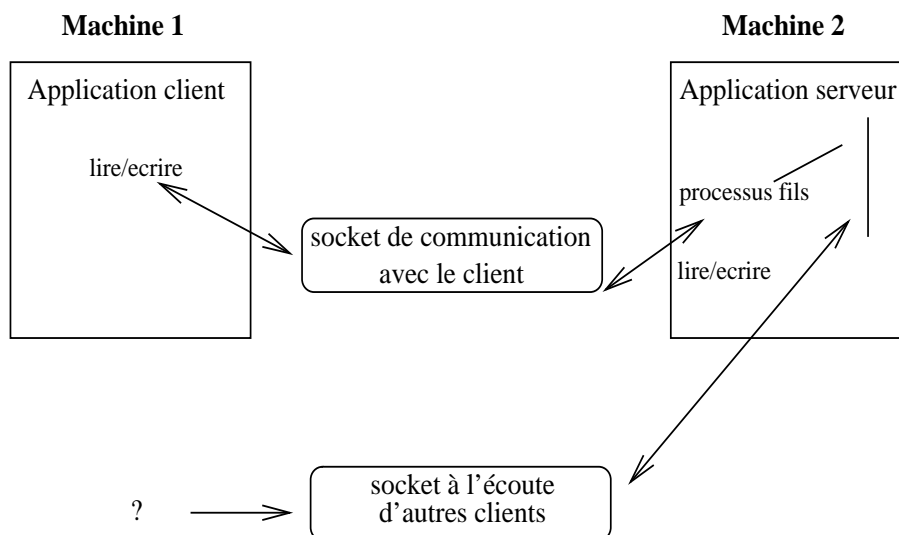 Machine 1
Machine 2
Application client
Application serveur
lire/ecrire
processus fils
socket de communication
avec le client
lire/ecrire
socket à l'écoute
d'autres clients
?